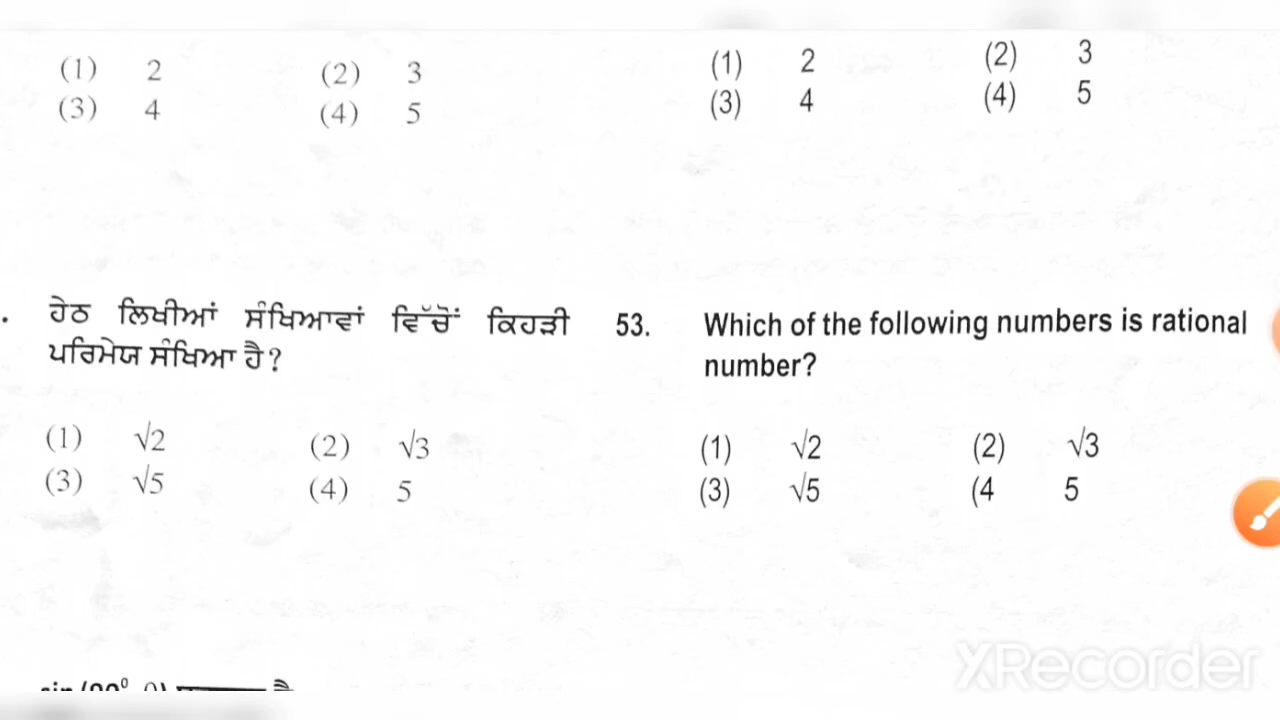 (1) 2 (2) 3
(3) 4 (4) 5
(1) 2 (2) 3
(3) 4 (4) 5
. ਹੇਠ ਲਿਖੀਆਂ ਸੰਖਿਆਵਾਂ ਵਿੱਚੋਂ ਕਿਹੜੀ
ਪਰਿਮੇਯ ਸੰਖਿਆ ਹੈ?
(1) √2 (2) √3
(3) √5 (4) 5
53. Which of the following numbers is rational
number?
(1) √2 (2) √3
(3) √5 (4 5
XRecorder